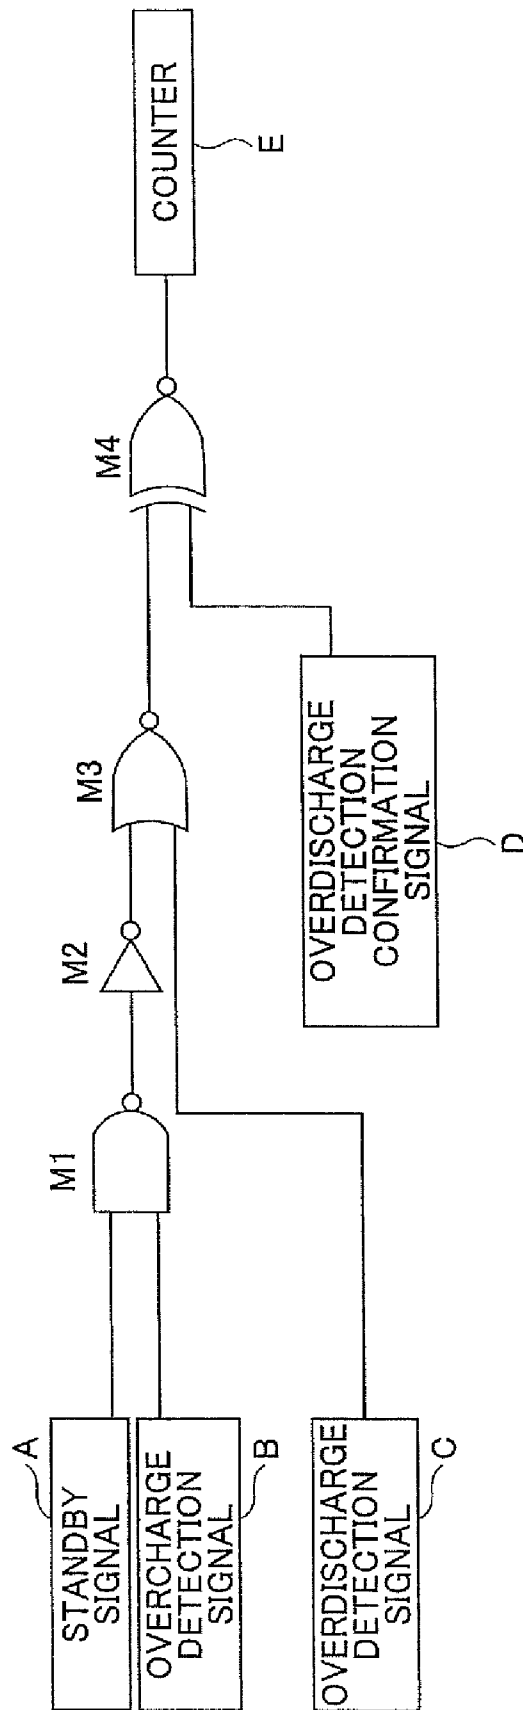 STANDBY
SIGNAL
A
OVERCHARGE
DETECTION
SIGNAL
B
OVERDISCHARGE
DETECTION
SIGNAL
C
M1
M2
M3
M4
OVERDISCHARGE
DETECTION
CONFIRMATION
SIGNAL
D
COUNTER
E